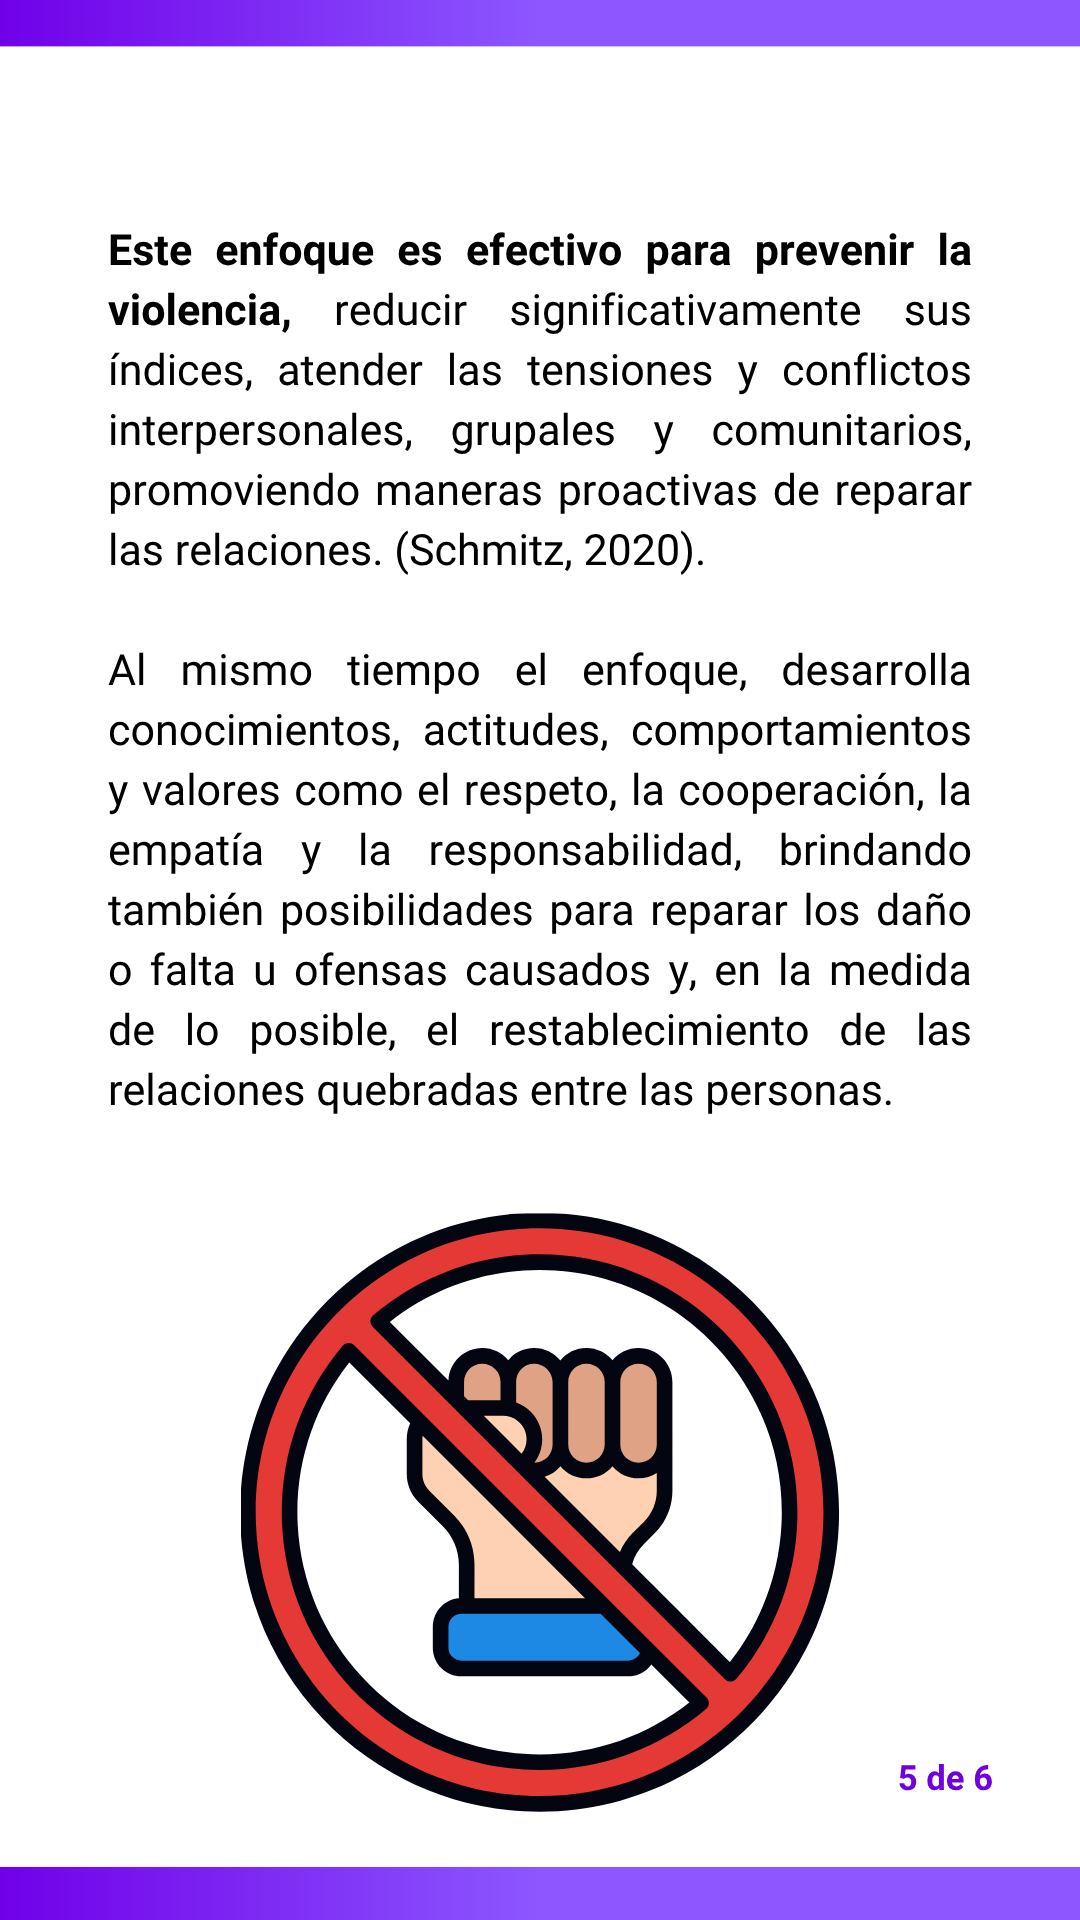 Este enfoque es efectivo para prevenir la
violencia, reducir significativamente sus
índices, atender las tensiones y conflictos
interpersonales, grupales y comunitarios,
promoviendo maneras proactivas de reparar
las relaciones. (Schmitz, 2020).
Al mismo tiempo el enfoque, desarrolla
conocimientos, actitudes, comportamientos
y valores como el respeto, la cooperación, la
empatía y la responsabilidad, brindando
también posibilidades para reparar los daño
o falta u ofensas causados y, en la medida
de lo posible, el restablecimiento de las
relaciones quebradas entre las personas.
5 de 6